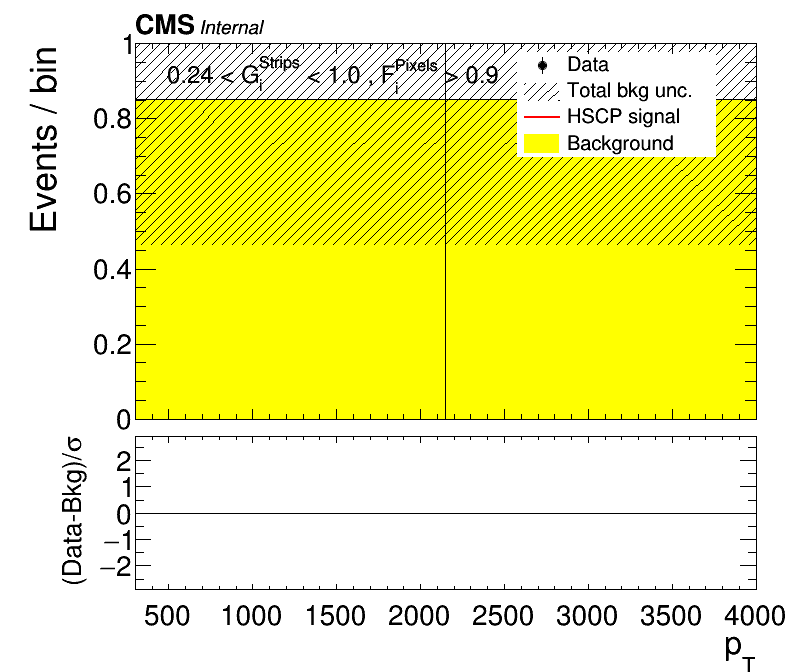 CMS Internal
Events / bin
1
0.8
0.6
0.4
0.2
0
0.24 < G_i^Strips < 1.0 , F_i^Pixels > 0.9
Data
Total bkg unc.
HSCP signal
Background
(Data-Bkg)/σ
2
1
0
−1
−2
500 1000 1500 2000 2500 3000 3500 4000
p_T